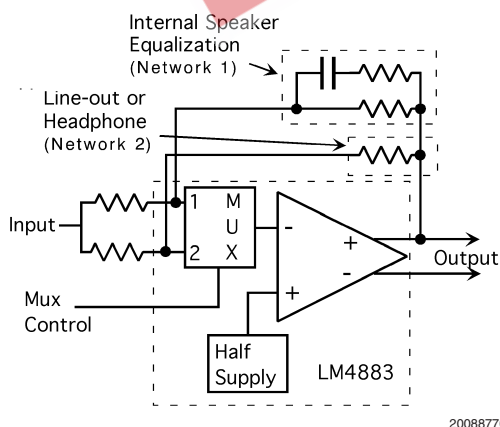 Internal Speaker
Equalization
(Network 1)
Line-out or
Headphone
(Network 2)
Input
1
M
U
2
X
-
+
+
-
Output
Mux
Control
Half
Supply
LM4883
2008877